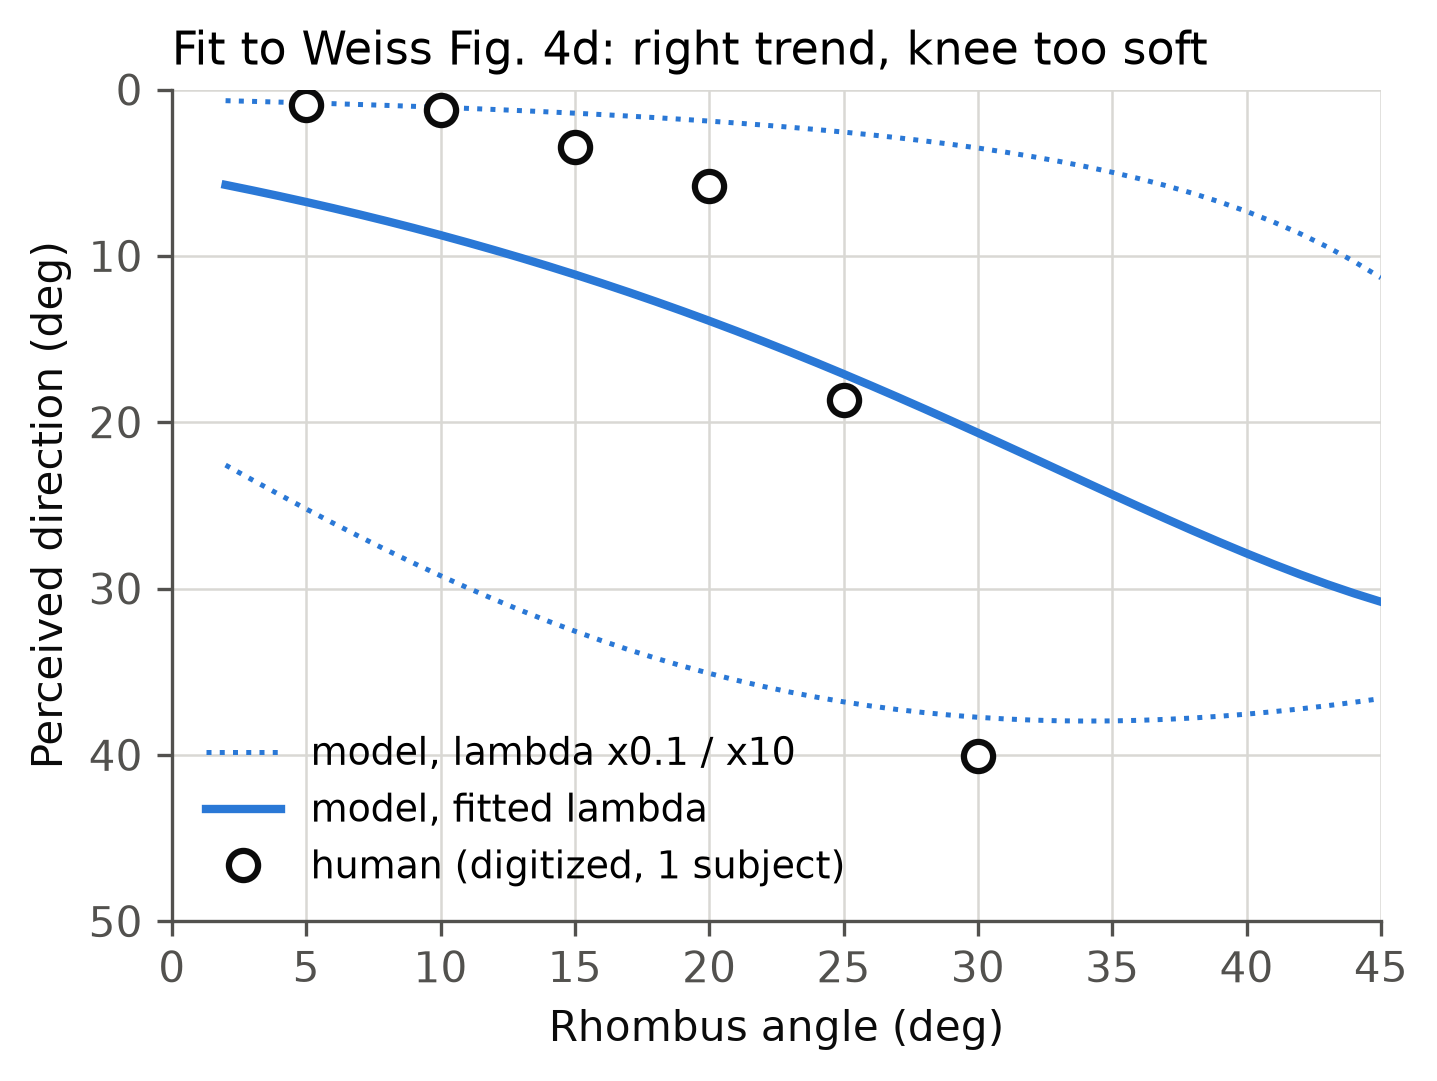 Fit to Weiss Fig. 4d: right trend, knee too soft
Perceived direction (deg)
0
10
20
30
40
50
model, lambda x0.1 / x10
model, fitted lambda
human (digitized, 1 subject)
0 5 10 15 20 25 30 35 40 45
Rhombus angle (deg)